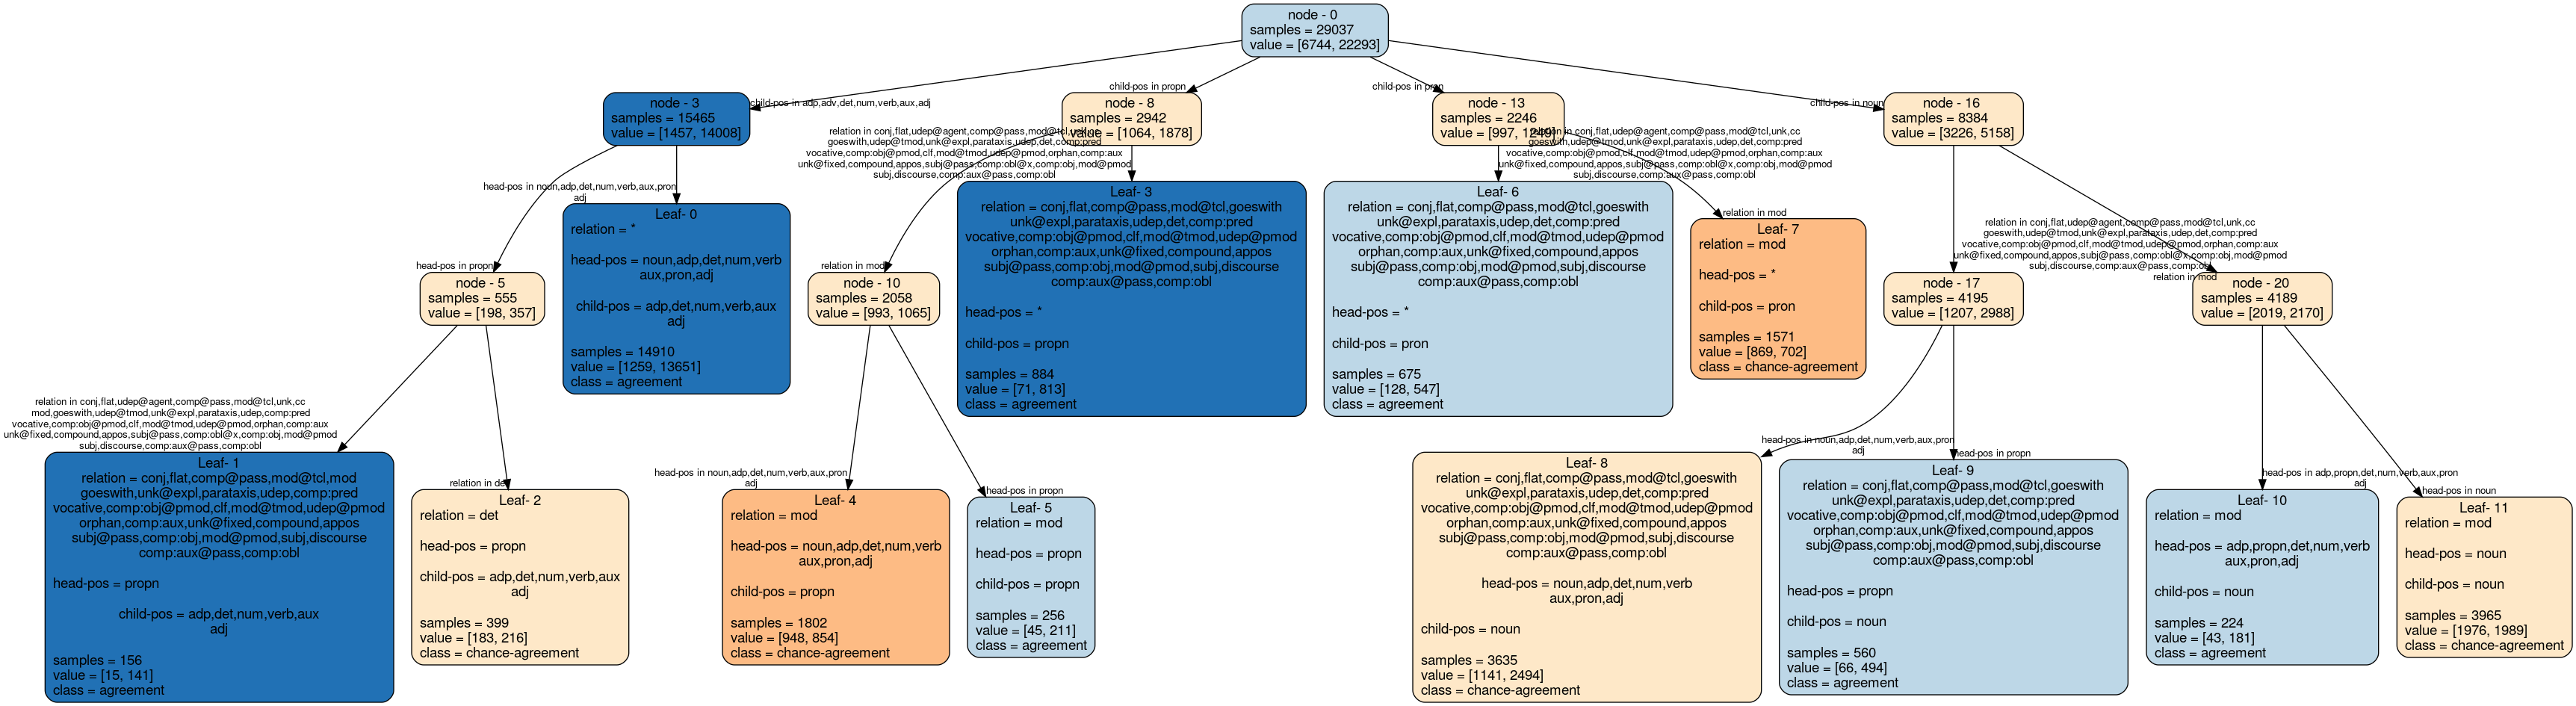 node - 0
samples = 29037
value = [6744, 22293]
child-pos in adp,adv,det,num,verb,aux,adj
child-pos in propn
child-pos in pron
child-pos in noun
node - 3
samples = 15465
value = [1457, 14008]
node - 8
samples = 2942
value = [1064, 1878]
node - 13
samples = 2246
value = [997, 1249]
node - 16
samples = 8384
value = [3226, 5158]
head-pos in noun,adp,det,num,verb,aux,pron
adj
head-pos in propn
relation in conj,flat,udep@agent,comp@pass,mod@tcl,unk,cc
goeswith,udep@tmod,unk@expl,parataxis,udep,det,comp:pred
vocative,comp:obj@pmod,clf,mod@tmod,udep@pmod,orphan,comp:aux
unk@fixed,compound,appos,subj@pass,comp:obl@x,comp:obj,mod@pmod
subj,discourse,comp:aux@pass,comp:obl
relation in mod
relation in conj,flat,udep@agent,comp@pass,mod@tcl,unk,cc
goeswith,udep@tmod,unk@expl,parataxis,udep,det,comp:pred
vocative,comp:obj@pmod,clf,mod@tmod,udep@pmod,orphan,comp:aux
unk@fixed,compound,appos,subj@pass,comp:obl@x,comp:obj,mod@pmod
subj,discourse,comp:aux@pass,comp:obl
relation in mod
relation in conj,flat,udep@agent,comp@pass,mod@tcl,unk,cc
goeswith,udep@tmod,unk@expl,parataxis,udep,det,comp:pred
vocative,comp:obj@pmod,clf,mod@tmod,udep@pmod,orphan,comp:aux
unk@fixed,compound,appos,subj@pass,comp:obl@x,comp:obj,mod@pmod
subj,discourse,comp:aux@pass,comp:obl
relation in mod
node - 5
samples = 555
value = [198, 357]
Leaf- 0
relation = *
head-pos = noun,adp,det,num,verb
aux,pron,adj
child-pos = adp,det,num,verb,aux
adj
samples = 14910
value = [1259, 13651]
class = agreement
node - 10
samples = 2058
value = [993, 1065]
Leaf- 3
relation = conj,flat,comp@pass,mod@tcl,goeswith
unk@expl,parataxis,udep,det,comp:pred
vocative,comp:obj@pmod,clf,mod@tmod,udep@pmod
orphan,comp:aux,unk@fixed,compound,appos
subj@pass,comp:obj,mod@pmod,subj,discourse
comp:aux@pass,comp:obl
head-pos = *
child-pos = propn
samples = 884
value = [71, 813]
class = agreement
Leaf- 6
relation = conj,flat,comp@pass,mod@tcl,goeswith
unk@expl,parataxis,udep,det,comp:pred
vocative,comp:obj@pmod,clf,mod@tmod,udep@pmod
orphan,comp:aux,unk@fixed,compound,appos
subj@pass,comp:obj,mod@pmod,subj,discourse
comp:aux@pass,comp:obl
head-pos = *
child-pos = pron
samples = 675
value = [128, 547]
class = agreement
Leaf- 7
relation = mod
head-pos = *
child-pos = pron
samples = 1571
value = [869, 702]
class = chance-agreement
node - 17
samples = 4195
value = [1207, 2988]
node - 20
samples = 4189
value = [2019, 2170]
relation in conj,flat,udep@agent,comp@pass,mod@tcl,unk,cc
mod,goeswith,udep@tmod,unk@expl,parataxis,udep,comp:pred
vocative,comp:obj@pmod,clf,mod@tmod,udep@pmod,orphan,comp:aux
unk@fixed,compound,appos,subj@pass,comp:obl@x,comp:obj,mod@pmod
subj,discourse,comp:aux@pass,comp:obl
relation in det
head-pos in noun,adp,det,num,verb,aux,pron
adj
head-pos in propn
head-pos in noun,adp,det,num,verb,aux,pron
adj
head-pos in propn
head-pos in adp,propn,det,num,verb,aux,pron
adj
head-pos in noun
Leaf- 1
relation = conj,flat,comp@pass,mod@tcl,mod
goeswith,unk@expl,parataxis,udep,comp:pred
vocative,comp:obj@pmod,clf,mod@tmod,udep@pmod
orphan,comp:aux,unk@fixed,compound,appos
subj@pass,comp:obj,mod@pmod,subj,discourse
comp:aux@pass,comp:obl
head-pos = propn
child-pos = adp,det,num,verb,aux
adj
samples = 156
value = [15, 141]
class = agreement
Leaf- 2
relation = det
head-pos = propn
child-pos = adp,det,num,verb,aux
adj
samples = 399
value = [183, 216]
class = chance-agreement
Leaf- 4
relation = mod
head-pos = noun,adp,det,num,verb
aux,pron,adj
child-pos = propn
samples = 1802
value = [948, 854]
class = chance-agreement
Leaf- 5
relation = mod
head-pos = propn
child-pos = propn
samples = 256
value = [45, 211]
class = agreement
Leaf- 8
relation = conj,flat,comp@pass,mod@tcl,goeswith
unk@expl,parataxis,udep,det,comp:pred
vocative,comp:obj@pmod,clf,mod@tmod,udep@pmod
orphan,comp:aux,unk@fixed,compound,appos
subj@pass,comp:obj,mod@pmod,subj,discourse
comp:aux@pass,comp:obl
head-pos = noun,adp,det,num,verb
aux,pron,adj
child-pos = noun
samples = 3635
value = [1141, 2494]
class = chance-agreement
Leaf- 9
relation = conj,flat,comp@pass,mod@tcl,goeswith
unk@expl,parataxis,udep,det,comp:pred
vocative,comp:obj@pmod,clf,mod@tmod,udep@pmod
orphan,comp:aux,unk@fixed,compound,appos
subj@pass,comp:obj,mod@pmod,subj,discourse
comp:aux@pass,comp:obl
head-pos = propn
child-pos = noun
samples = 560
value = [66, 494]
class = agreement
Leaf- 10
relation = mod
head-pos = adp,propn,det,num,verb
aux,pron,adj
child-pos = noun
samples = 224
value = [43, 181]
class = agreement
Leaf- 11
relation = mod
head-pos = noun
child-pos = noun
samples = 3965
value = [1976, 1989]
class = chance-agreement